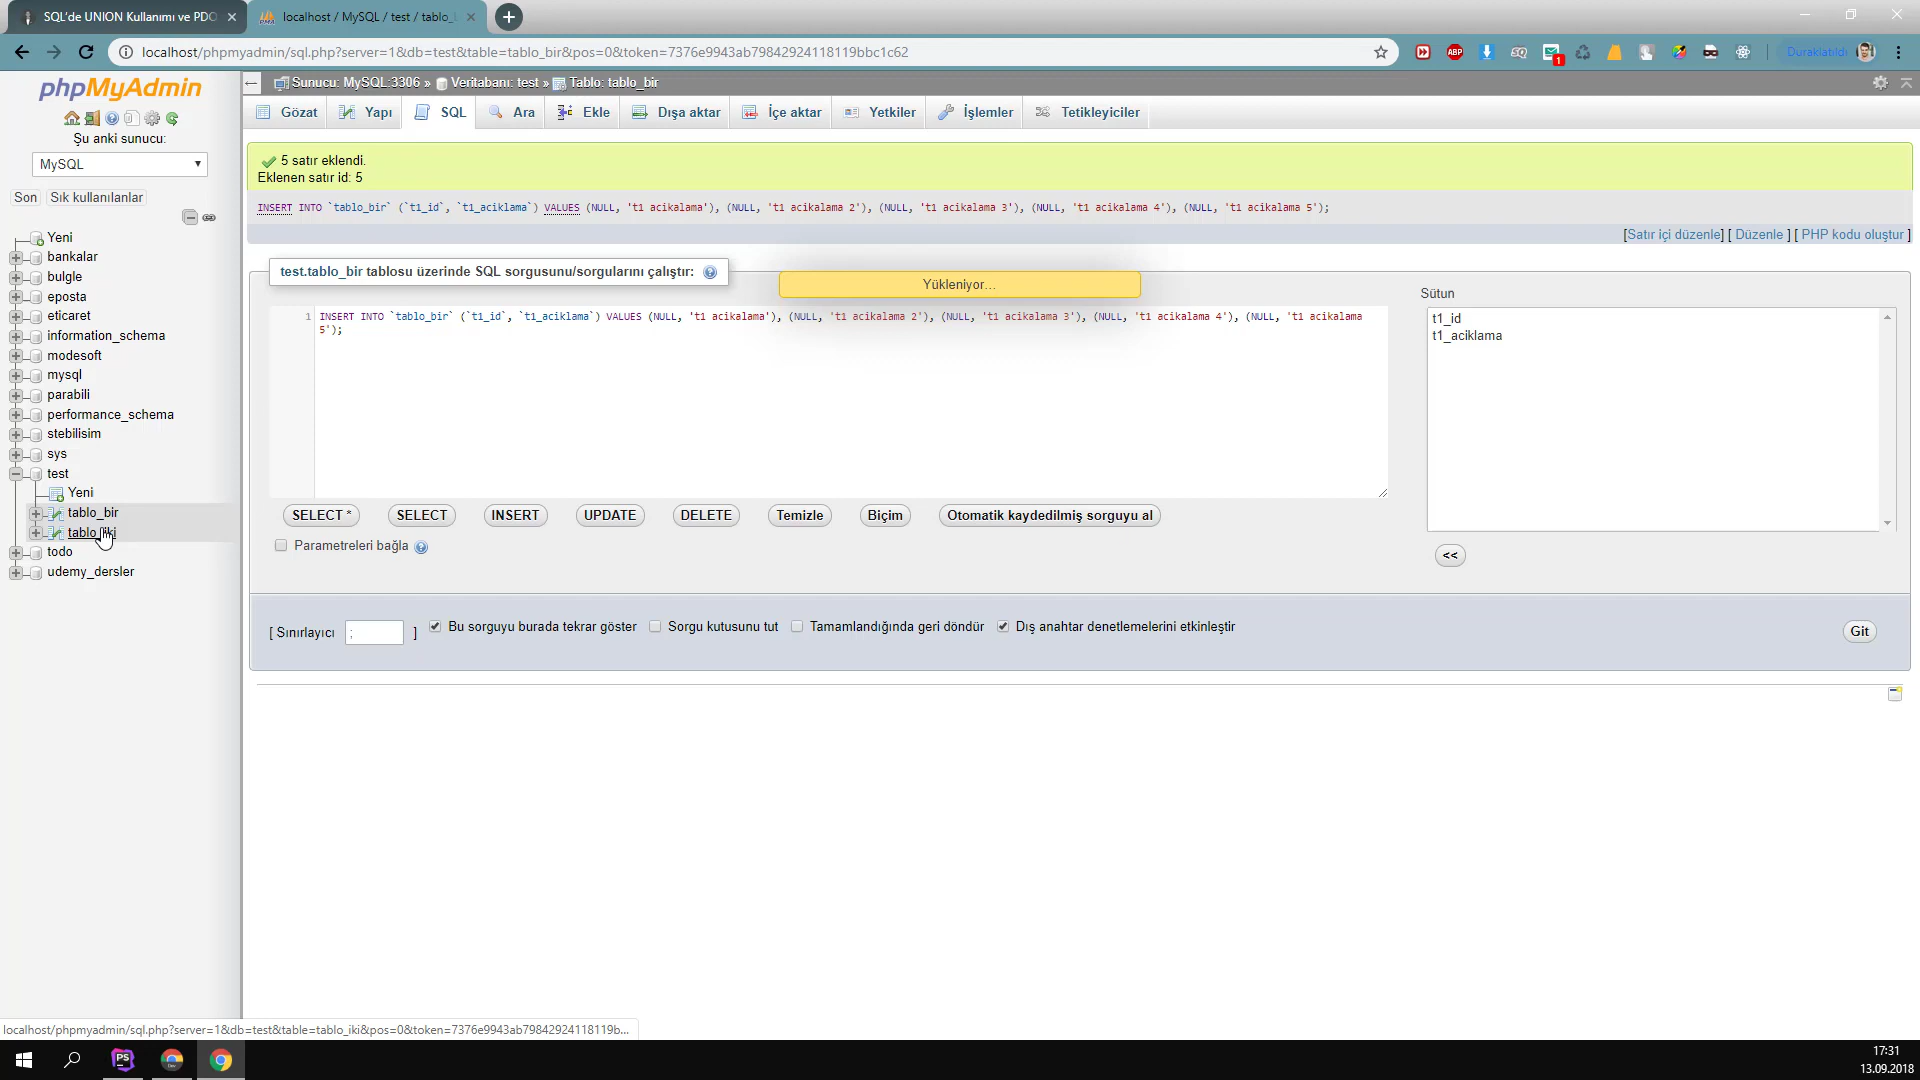 SQL'de UNION Kullanımı ve PDO
localhost / MySQL / test / tablo_
localhost/phpmyadmin/sql.php?server=1&db=test&table=tablo_bir&pos=0&token=7376e9943ab79842924118119bbc1c62
ABP
SQ
1
Duraklatıldı
phpMyAdmin
Şu anki sunucu:
MySQL
Son
Sık kullanılanlar
Yeni
bankalar
bulgle
eposta
eticaret
information_schema
modesoft
mysql
parabili
performance_schema
stebilisim
sys
test
Yeni
tablo_bir
tablo_iki
todo
udemy_dersler
Sunucu: MySQL:3306 » Veritabanı: test » Tablo: tablo_bir
Gözat
Yapı
SQL
Ara
Ekle
Dışa aktar
İçe aktar
Yetkiler
İşlemler
Tetikleyiciler
5 satır eklendi.
Eklenen satır id: 5
INSERT INTO `tablo_bir` (`t1_id`, `t1_aciklama`) VALUES (NULL, 't1 acikalama'), (NULL, 't1 acikalama 2'), (NULL, 't1 acikalama 3'), (NULL, 't1 acikalama 4'), (NULL, 't1 acikalama 5');
[Satır içi düzenle] [ Düzenle ] [ PHP kodu oluştur ]
test.tablo_bir tablosu üzerinde SQL sorgusunu/sorgularını çalıştır:
Yükleniyor…
1
INSERT INTO `tablo_bir` (`t1_id`, `t1_aciklama`) VALUES (NULL, 't1 acikalama'), (NULL, 't1 acikalama 2'), (NULL, 't1 acikalama 3'), (NULL, 't1 acikalama 4'), (NULL, 't1 acikalama
5');
Sütun
t1_id
t1_aciklama
<<
SELECT *
SELECT
INSERT
UPDATE
DELETE
Temizle
Biçim
Otomatik kaydedilmiş sorguyu al
Parametreleri bağla
[ Sınırlayıcı ; ]
Bu sorguyu burada tekrar göster
Sorgu kutusunu tut
Tamamlandığında geri döndür
Dış anahtar denetlemelerini etkinleştir
Git
localhost/phpmyadmin/sql.php?server=1&db=test&table=tablo_iki&pos=0&token=7376e9943ab79842924118119b...
PS
17:31
13.09.2018